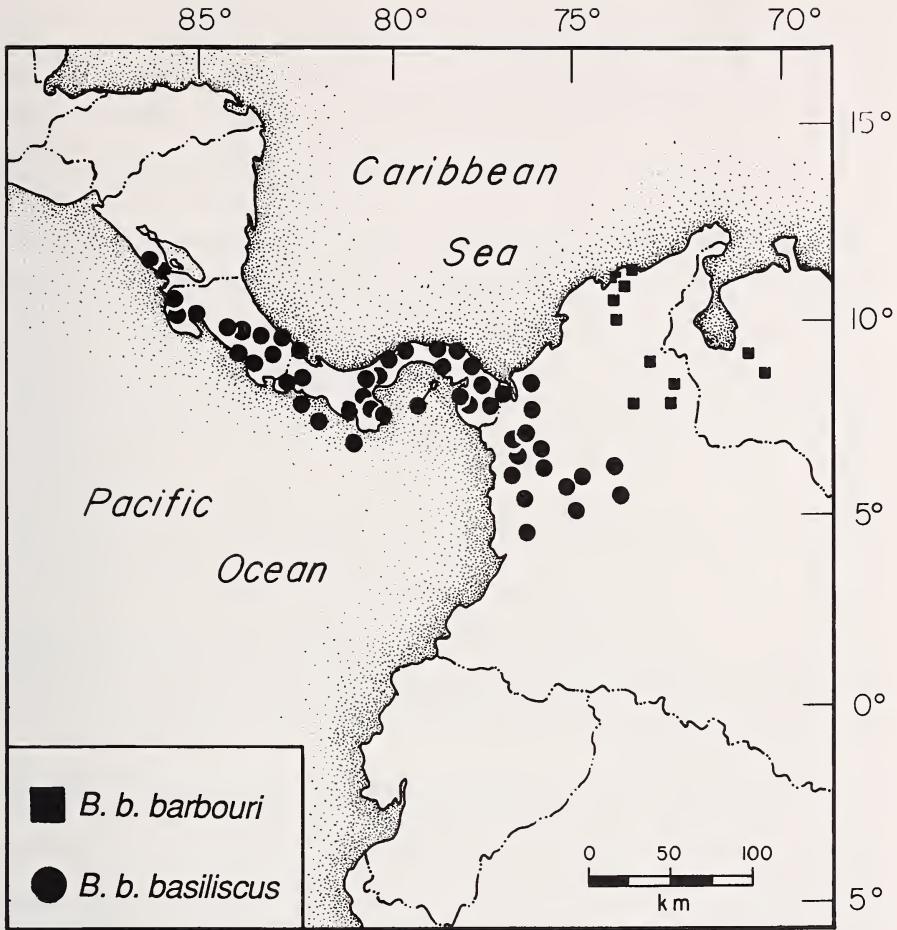 85° 80° 75° 70°
15°
Caribbean
Sea
10°
Pacific
5°
Ocean
0°
B. b. barbouri
B. b. basiliscus
0 50 100
km
5°